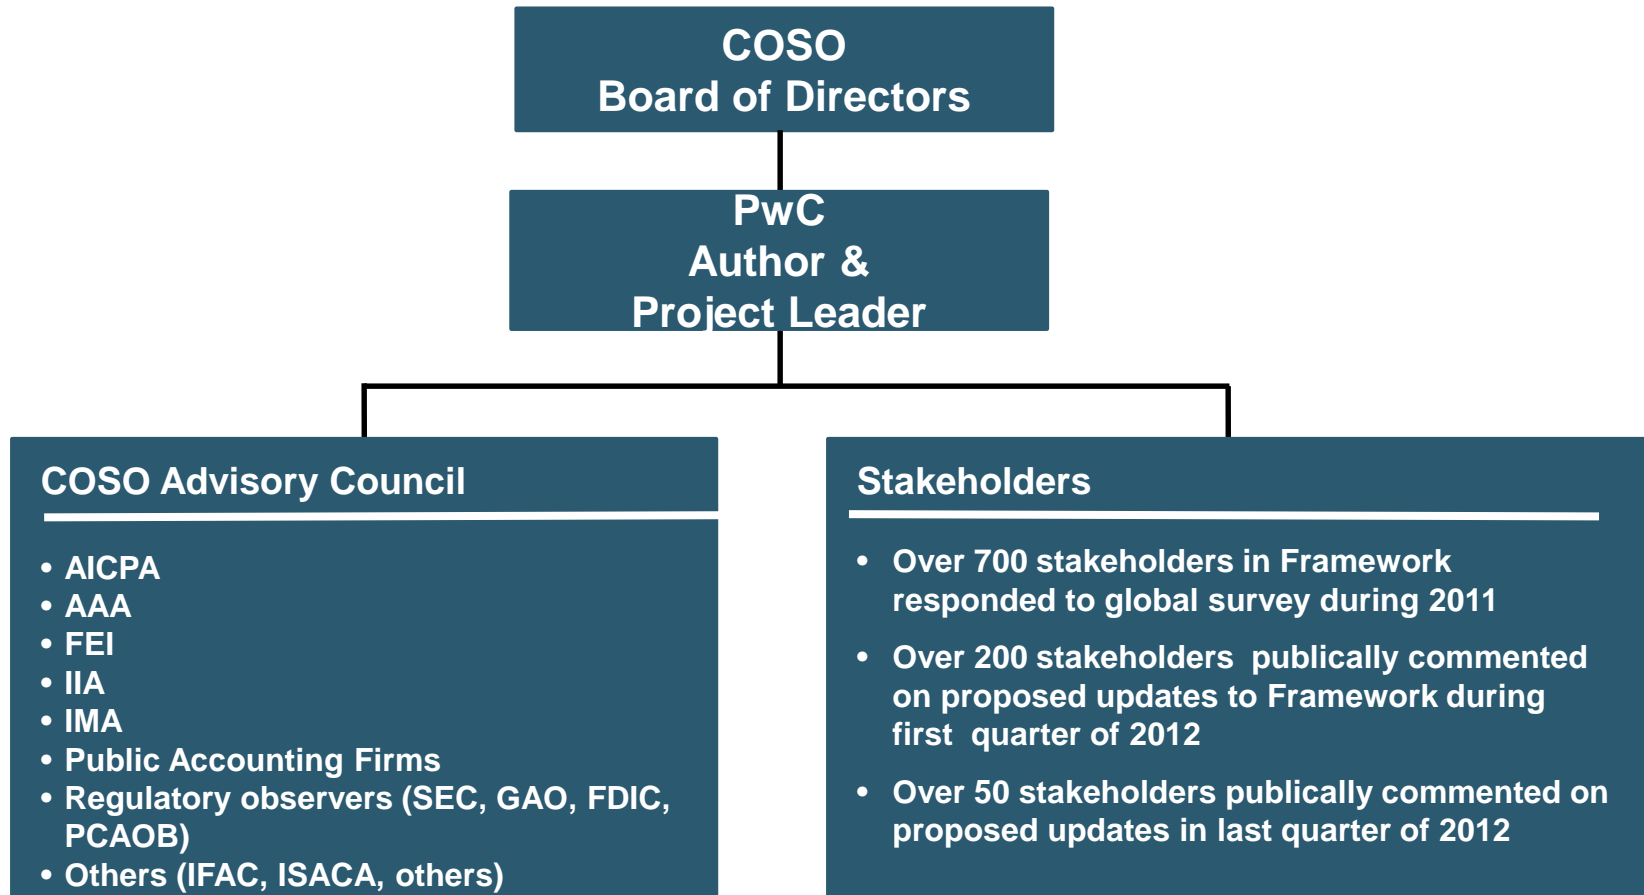 COSO
Board of Directors
PwC
Author &
Project Leader
COSO Advisory Council
• AICPA
• AAA
• FEI
• IIA
• IMA
• Public Accounting Firms
• Regulatory observers (SEC, GAO, FDIC,
PCAOB)
• Others (IFAC, ISACA, others)
Stakeholders
• Over 700 stakeholders in Framework
responded to global survey during 2011
• Over 200 stakeholders publically commented
on proposed updates to Framework during
first quarter of 2012
• Over 50 stakeholders publically commented on
proposed updates in last quarter of 2012